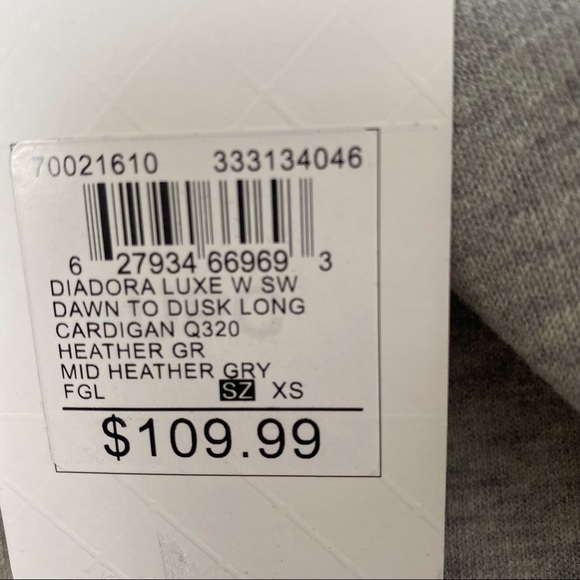 70021610 333134046
6 27934 66969 3
DIADORA LUXE W SW
DAWN TO DUSK LONG
CARDIGAN Q320
HEATHER GR
MID HEATHER GRY
FGL SZ XS
$109.99